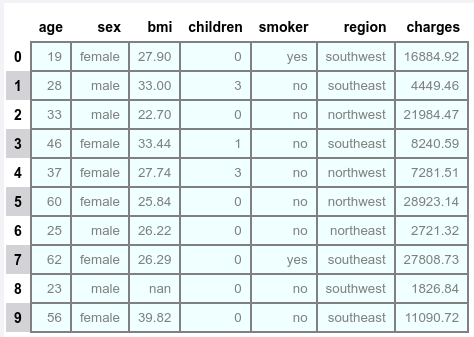 age sex bmi children smoker region charges
0 19 female 27.90 0 yes southwest 16884.92
1 28 male 33.00 3 no southeast 4449.46
2 33 male 22.70 0 no northwest 21984.47
3 46 female 33.44 1 no southeast 8240.59
4 37 female 27.74 3 no northwest 7281.51
5 60 female 25.84 0 no northwest 28923.14
6 25 male 26.22 0 no northeast 2721.32
7 62 female 26.29 0 yes southeast 27808.73
8 23 male nan 0 no southwest 1826.84
9 56 female 39.82 0 no southeast 11090.72